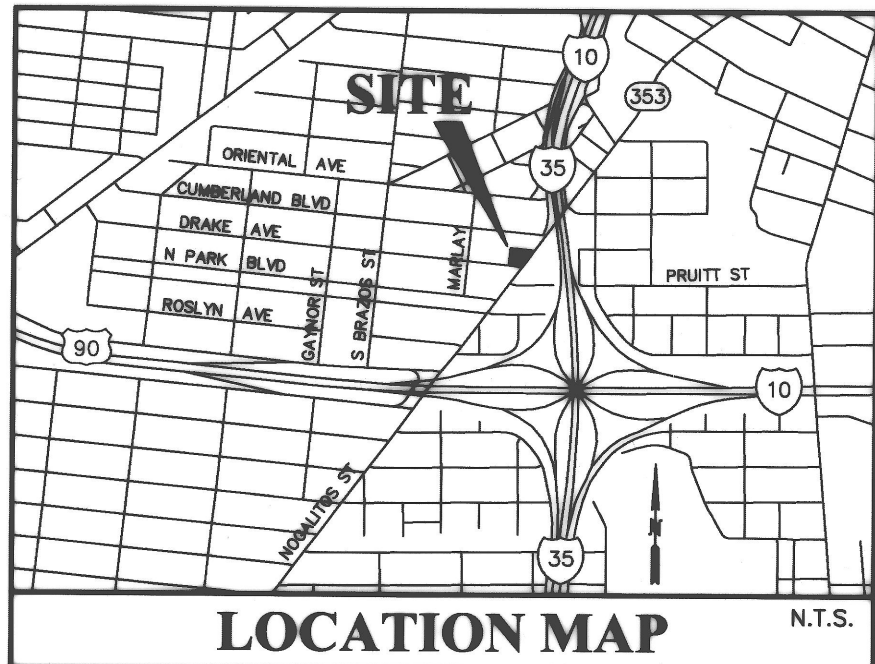 10
SITE
353
35
ORIENTAL AVE
CUMBERLAND BLVD
DRAKE AVE
MARLAY
N PARK BLVD
PRUITT ST
GAYNOR ST
S BRAZOS ST
ROSLYN AVE
90
10
NOGALITOS ST
N
35
LOCATION MAP
N.T.S.